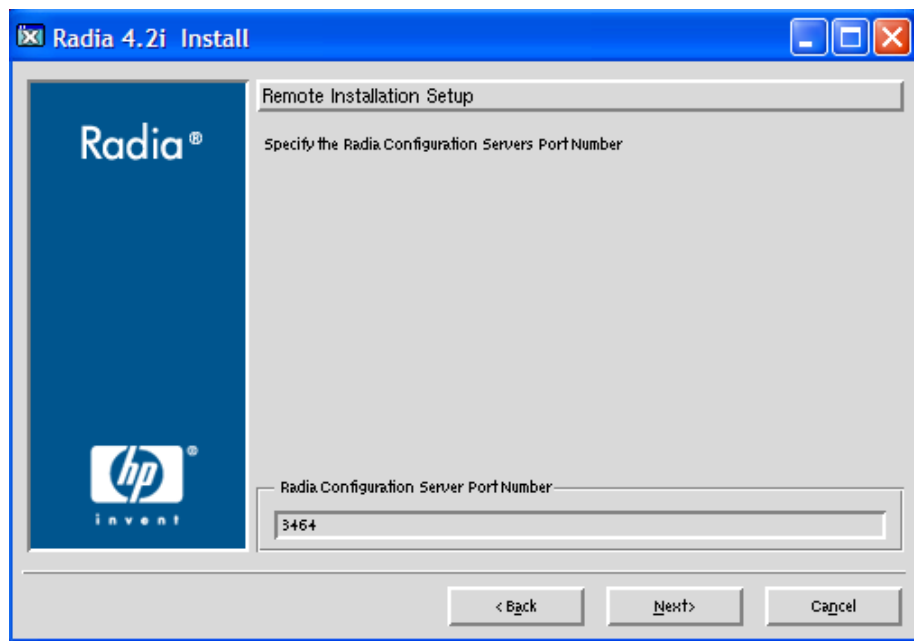 Radia 4.2i Install
Radia®
Remote Installation Setup
Specify the Radia Configuration Servers Port Number
hp®
invent
Radia Configuration Server Port Number
3464
< Back
Next>
Cancel